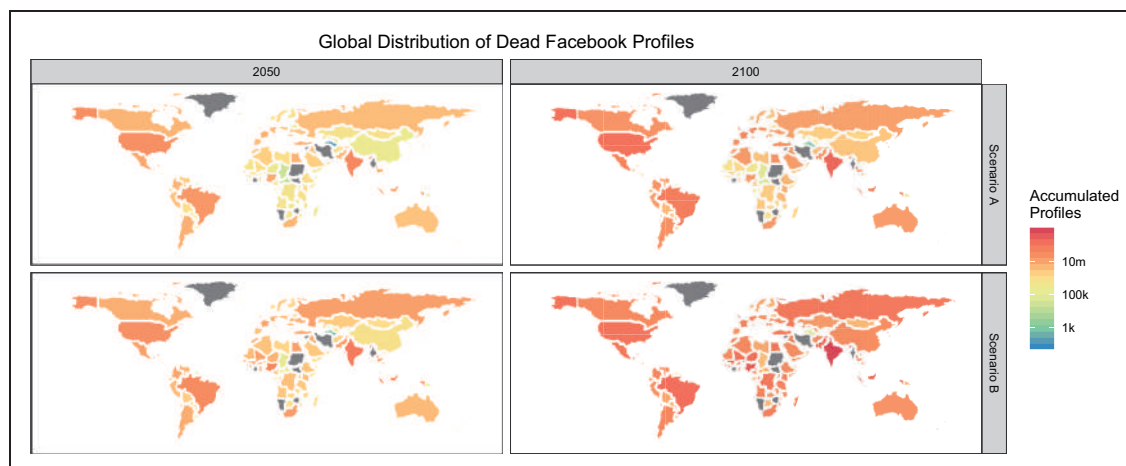 Global Distribution of Dead Facebook Profiles
2050
2100
Scenario A
Scenario B
Accumulated
Profiles
10m
100k
1k